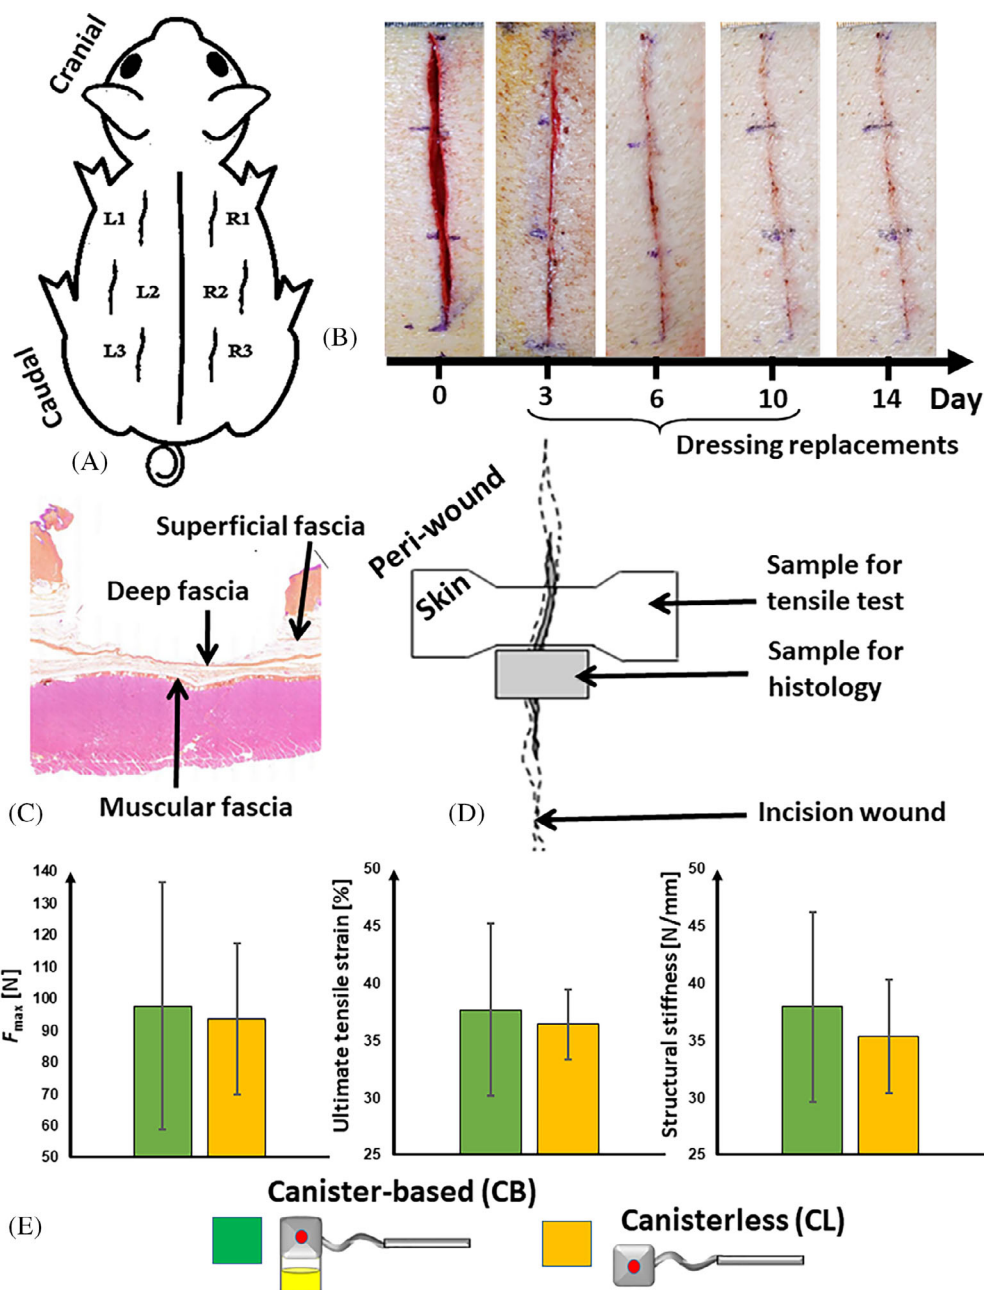 Cranial
L1
R1
L2
R2
L3
R3
Caudal
(A)
(B)
0
3
6
10
14
Day
Dressing replacements
Superficial fascia
Deep fascia
Muscular fascia
(C)
Peri-wound
Skin
Sample for
tensile test
Sample for
histology
Incision wound
(D)
140
130
120
110
100
90
80
70
60
50
Fmax [N]
50
45
40
35
30
25
Ultimate tensile strain [%]
50
45
40
35
30
25
Structural stiffness [N/mm]
(E)
Canister-based (CB)
Canisterless (CL)